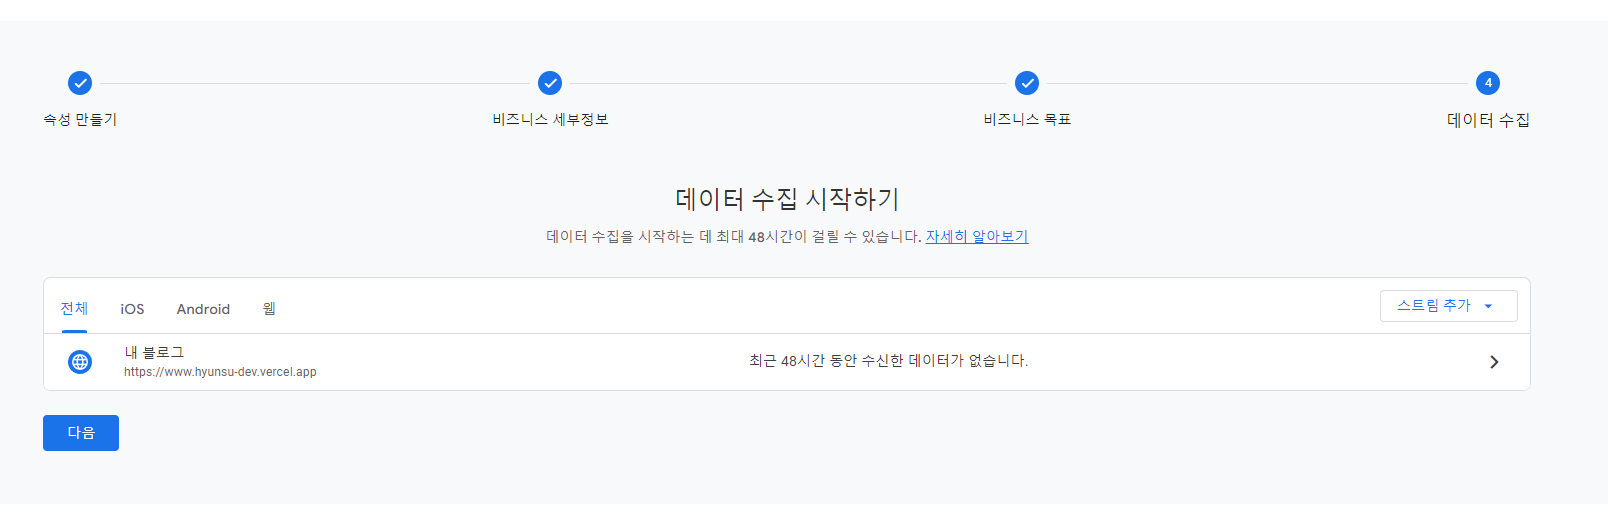 4
속성 만들기
비즈니스 세부정보
비즈니스 목표
데이터 수집
데이터 수집 시작하기
데이터 수집을 시작하는 데 최대 48시간이 걸릴 수 있습니다. 자세히 알아보기
전체 iOS Android 웹
스트림 추가
내 블로그
https://www.hyunsu-dev.vercel.app
최근 48시간 동안 수신한 데이터가 없습니다.
다음